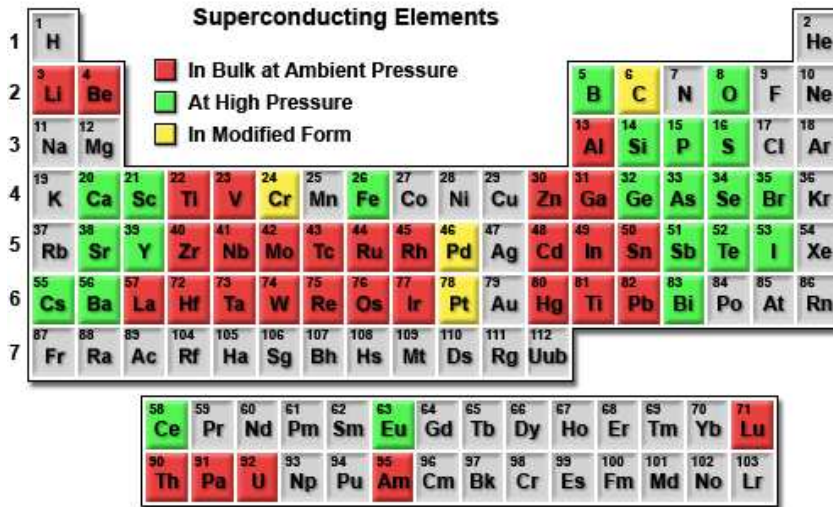 Superconducting Elements
In Bulk at Ambient Pressure
At High Pressure
In Modified Form
1 2
1 H He
3 4 5 6 7 8 9 10
2 Li Be B C N O F Ne
11 12 13 14 15 16 17 18
3 Na Mg Al Si P S Cl Ar
19 20 21 22 23 24 25 26 27 28 29 30 31 32 33 34 35 36
4 K Ca Sc Ti V Cr Mn Fe Co Ni Cu Zn Ga Ge As Se Br Kr
37 38 39 40 41 42 43 44 45 46 47 48 49 50 51 52 53 54
5 Rb Sr Y Zr Nb Mo Tc Ru Rh Pd Ag Cd In Sn Sb Te I Xe
55 56 57 72 73 74 75 76 77 78 79 80 81 82 83 84 85 86
6 Cs Ba La Hf Ta W Re Os Ir Pt Au Hg Ti Pb Bi Po At Rn
87 88 89 104 105 106 107 108 109 110 111 112
7 Fr Ra Ac Rf Ha Sg Bh Hs Mt Ds Rg Uub
58 59 60 61 62 63 64 65 66 67 68 69 70 71
Ce Pr Nd Pm Sm Eu Gd Tb Dy Ho Er Tm Yb Lu
90 91 92 93 94 95 96 97 98 99 100 101 102 103
Th Pa U Np Pu Am Cm Bk Cr Es Fm Md No Lr